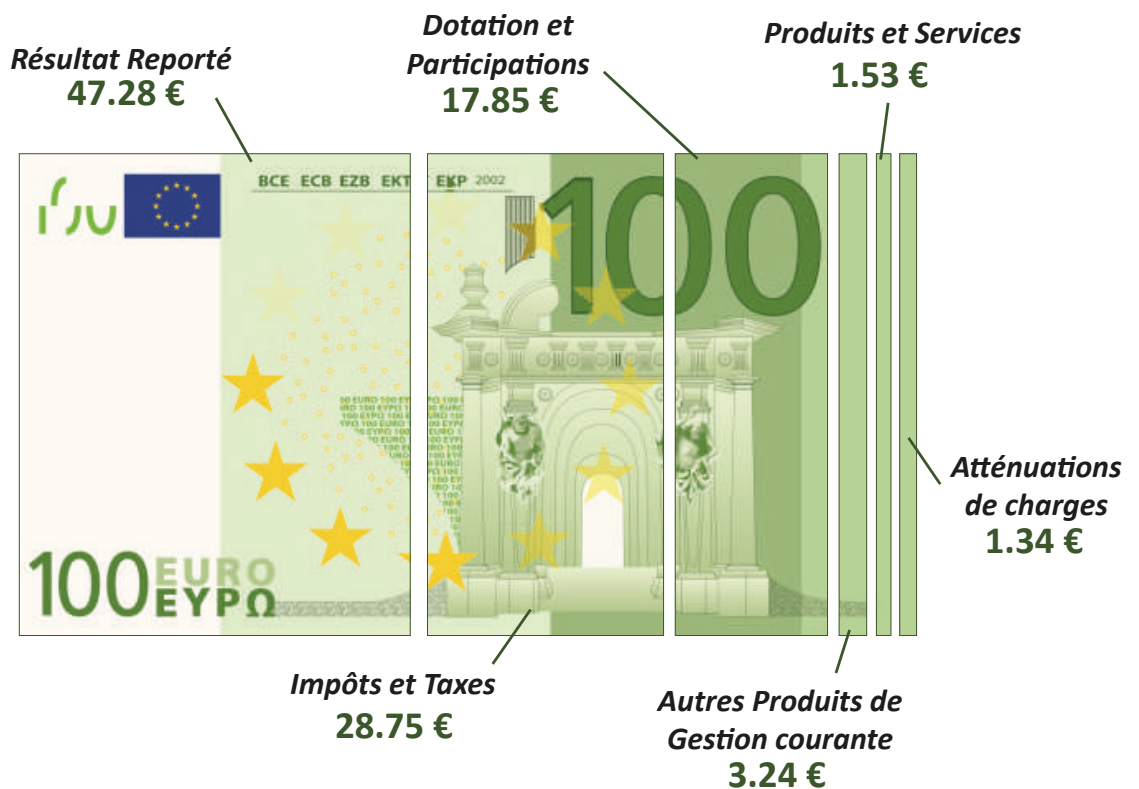 Résultat Reporté
47.28 €
Dotation et
Participations
17.85 €
Produits et Services
1.53 €
BCE ECB EZB EKT EKP 2002
100
100 EURO
ΕΥΡΩ
Atténuations
de charges
1.34 €
Impôts et Taxes
28.75 €
Autres Produits de
Gestion courante
3.24 €